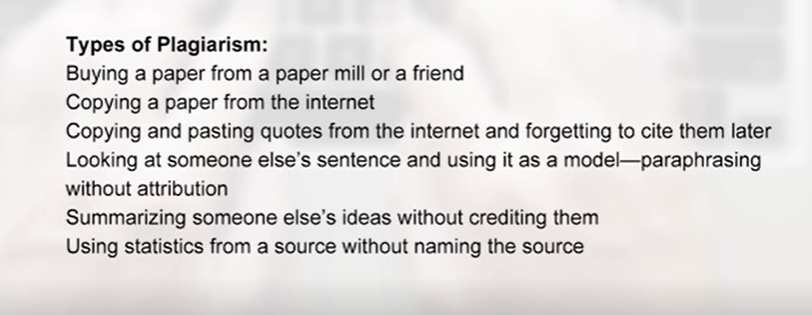 Types of Plagiarism:
Buying a paper from a paper mill or a friend
Copying a paper from the internet
Copying and pasting quotes from the internet and forgetting to cite them later
Looking at someone else’s sentence and using it as a model—paraphrasing
without attribution
Summarizing someone else’s ideas without crediting them
Using statistics from a source without naming the source